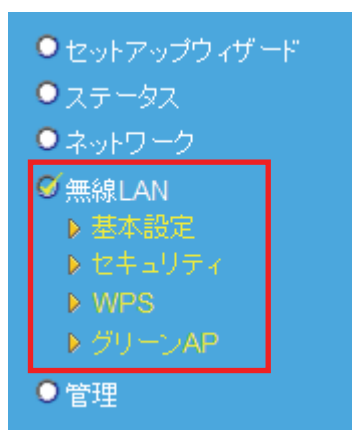 セットアップウィザード
ステータス
ネットワーク
無線LAN
基本設定
セキュリティ
WPS
グリーンAP
管理